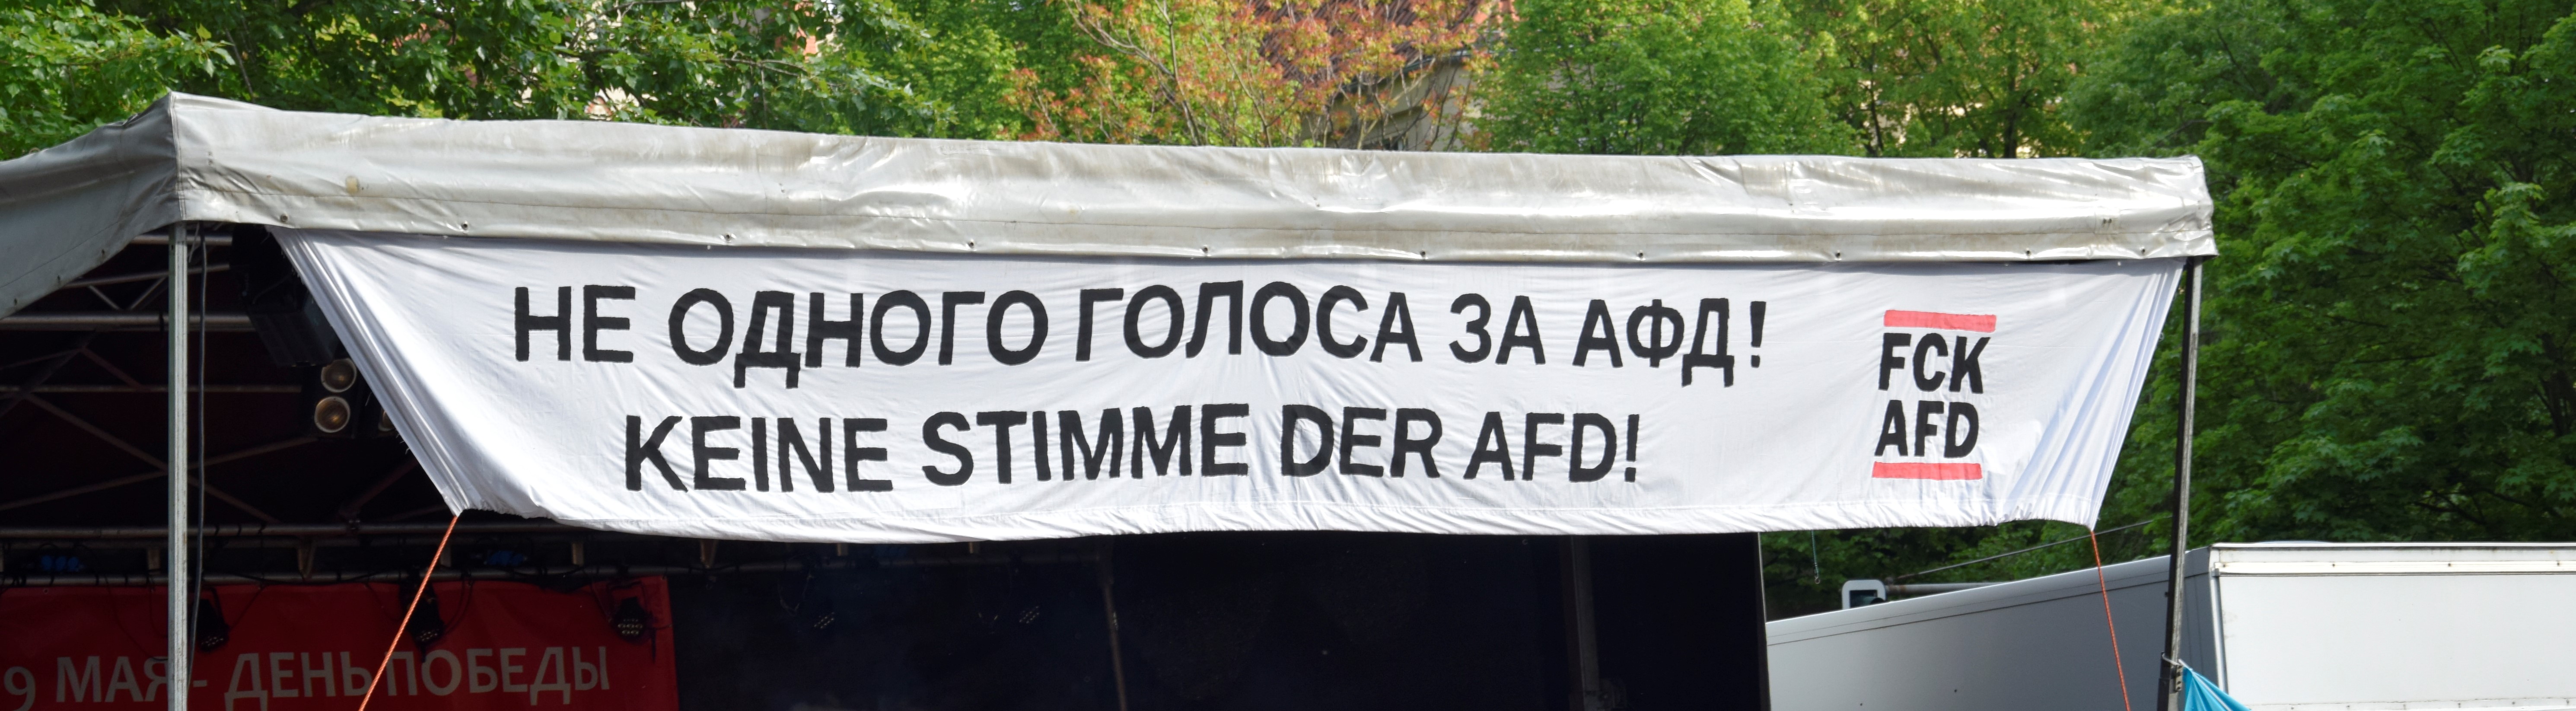 НЕ ОДНОГО ГОЛОСА ЗА АФД!
KEINE STIMME DER AFD!
FCK
AFD
9 МАЯ - ДЕНЬ ПОБЕДЫ